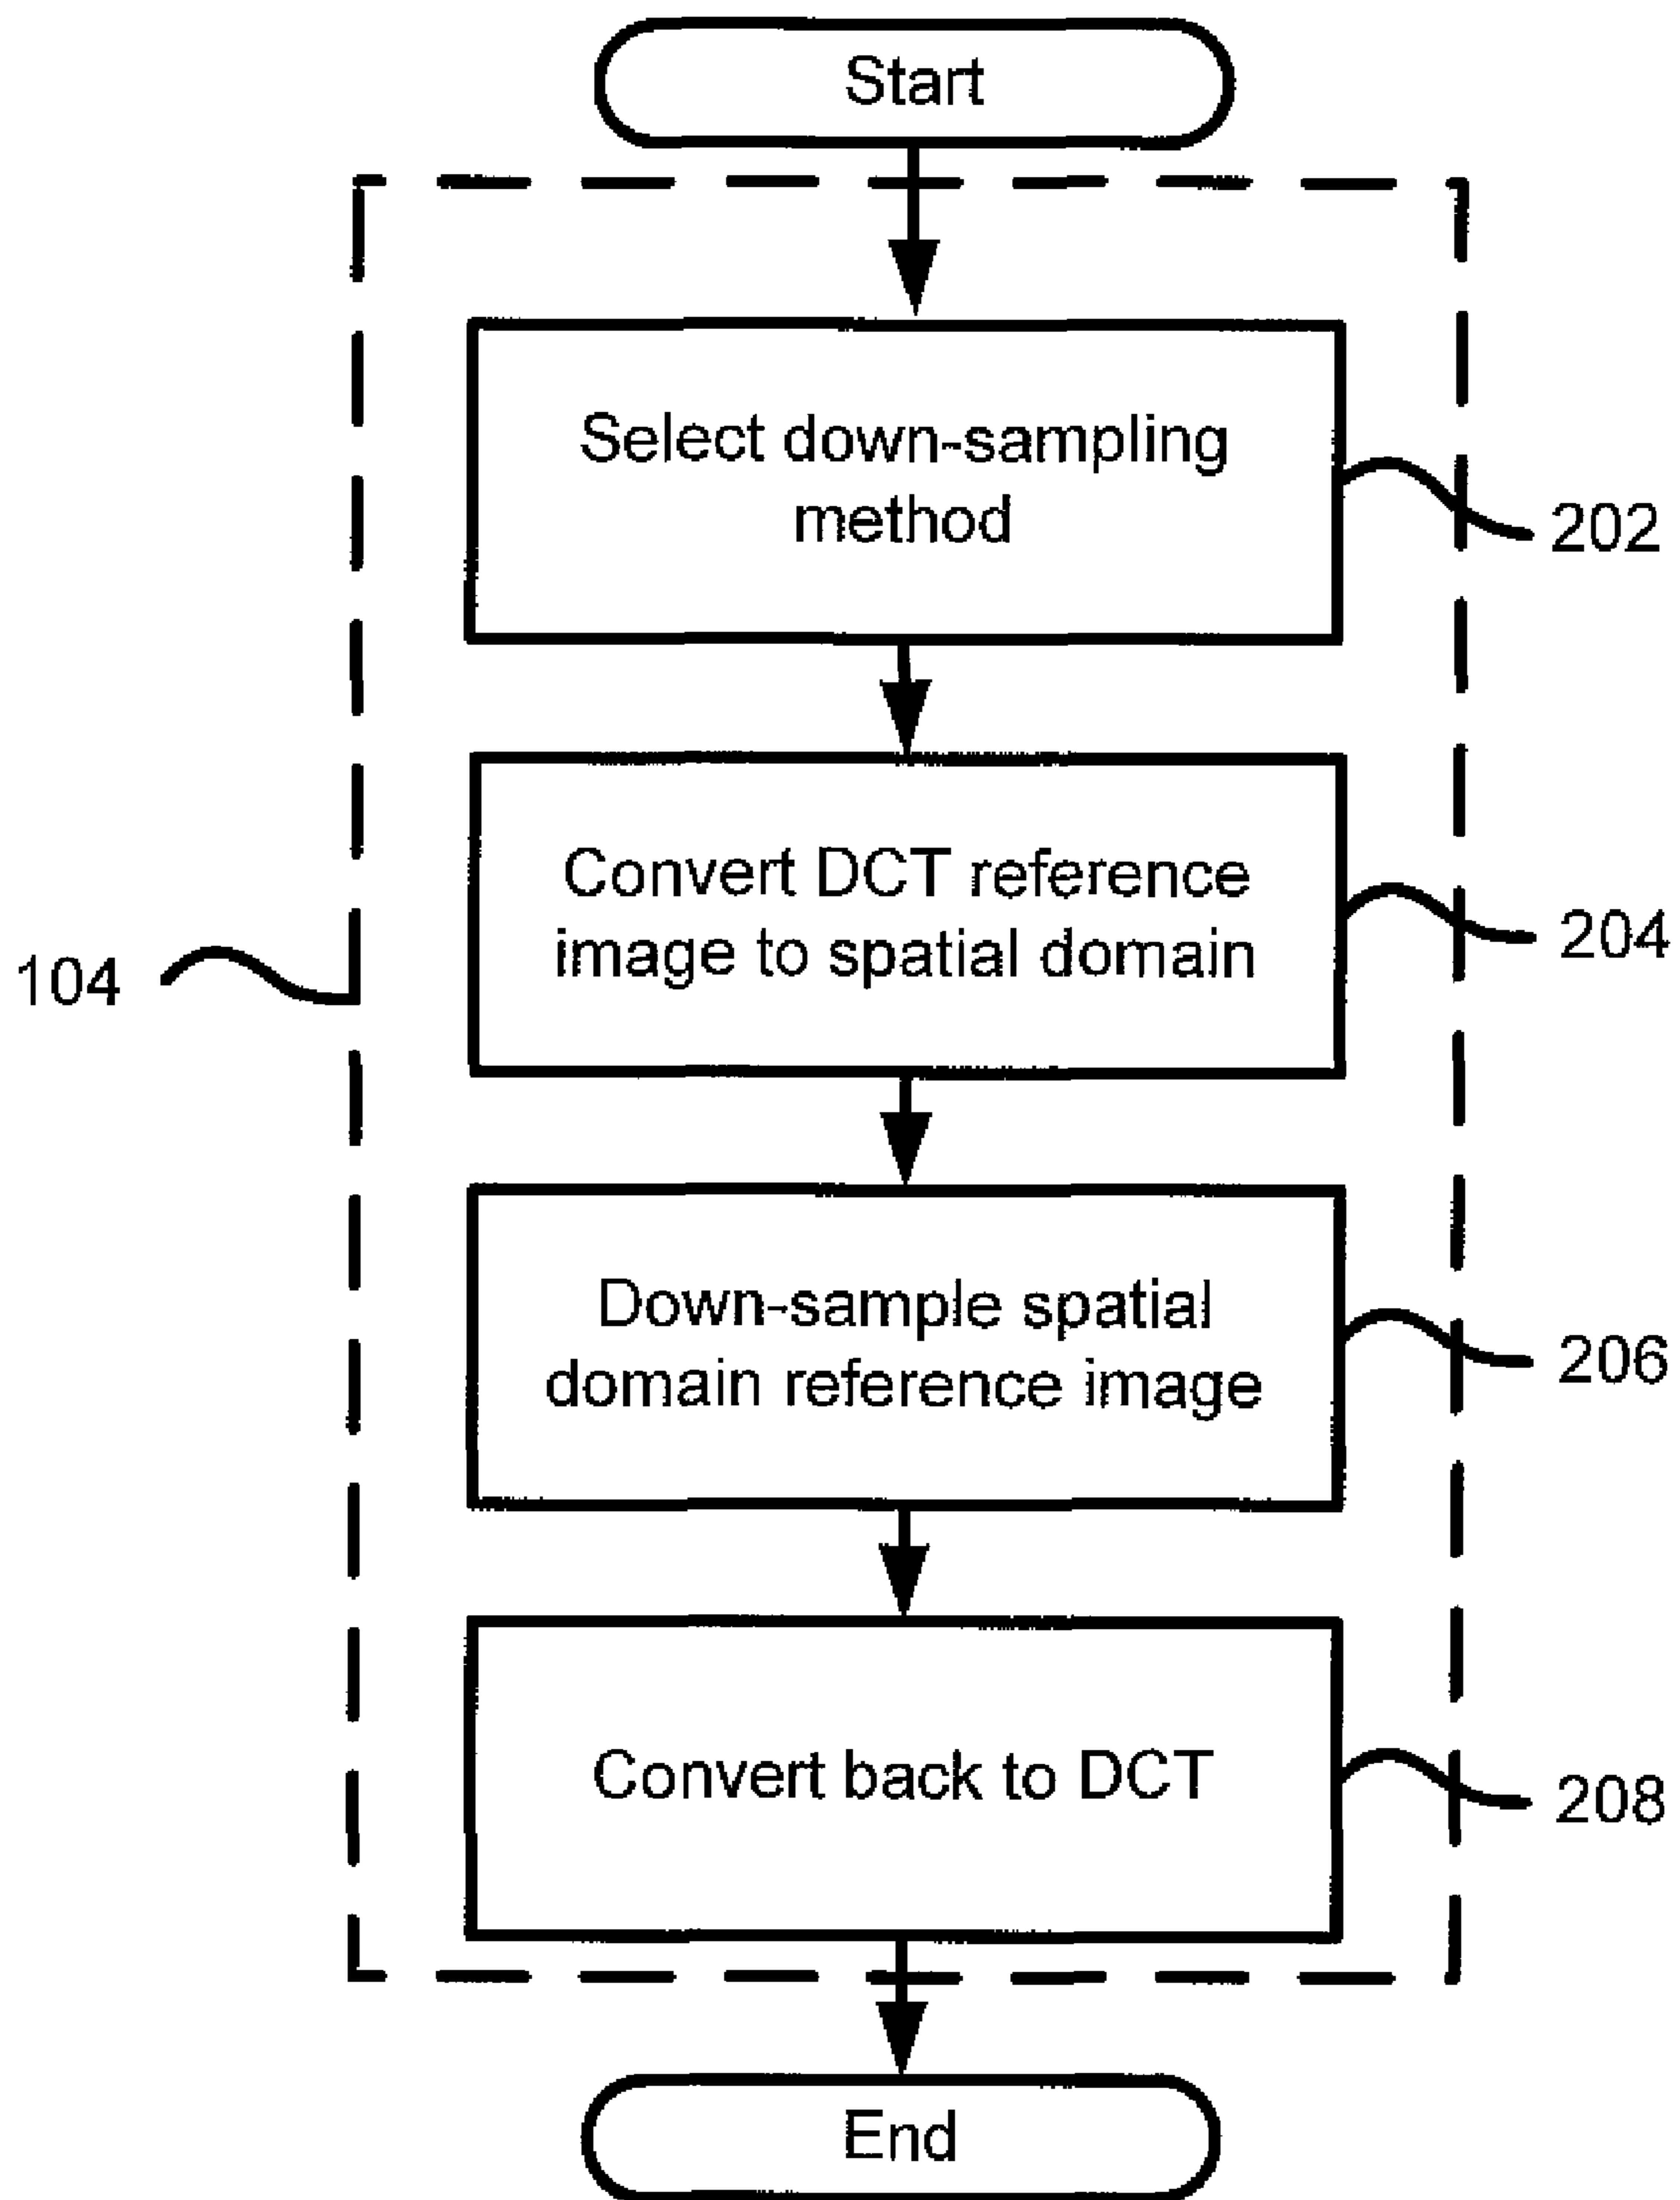 Start
Select down-sampling
method
202
Convert DCT reference
image to spatial domain
204
104
Down-sample spatial
domain reference image
206
Convert back to DCT
208
End